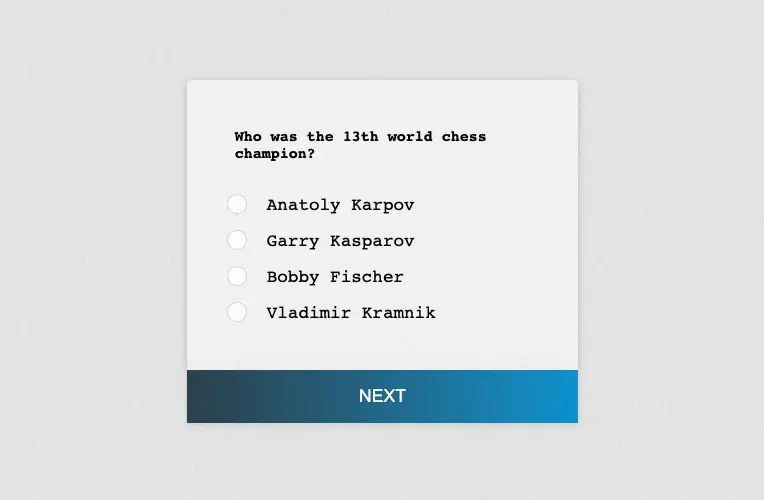 Who was the 13th world chess
champion?
Anatoly Karpov
Garry Kasparov
Bobby Fischer
Vladimir Kramnik
NEXT